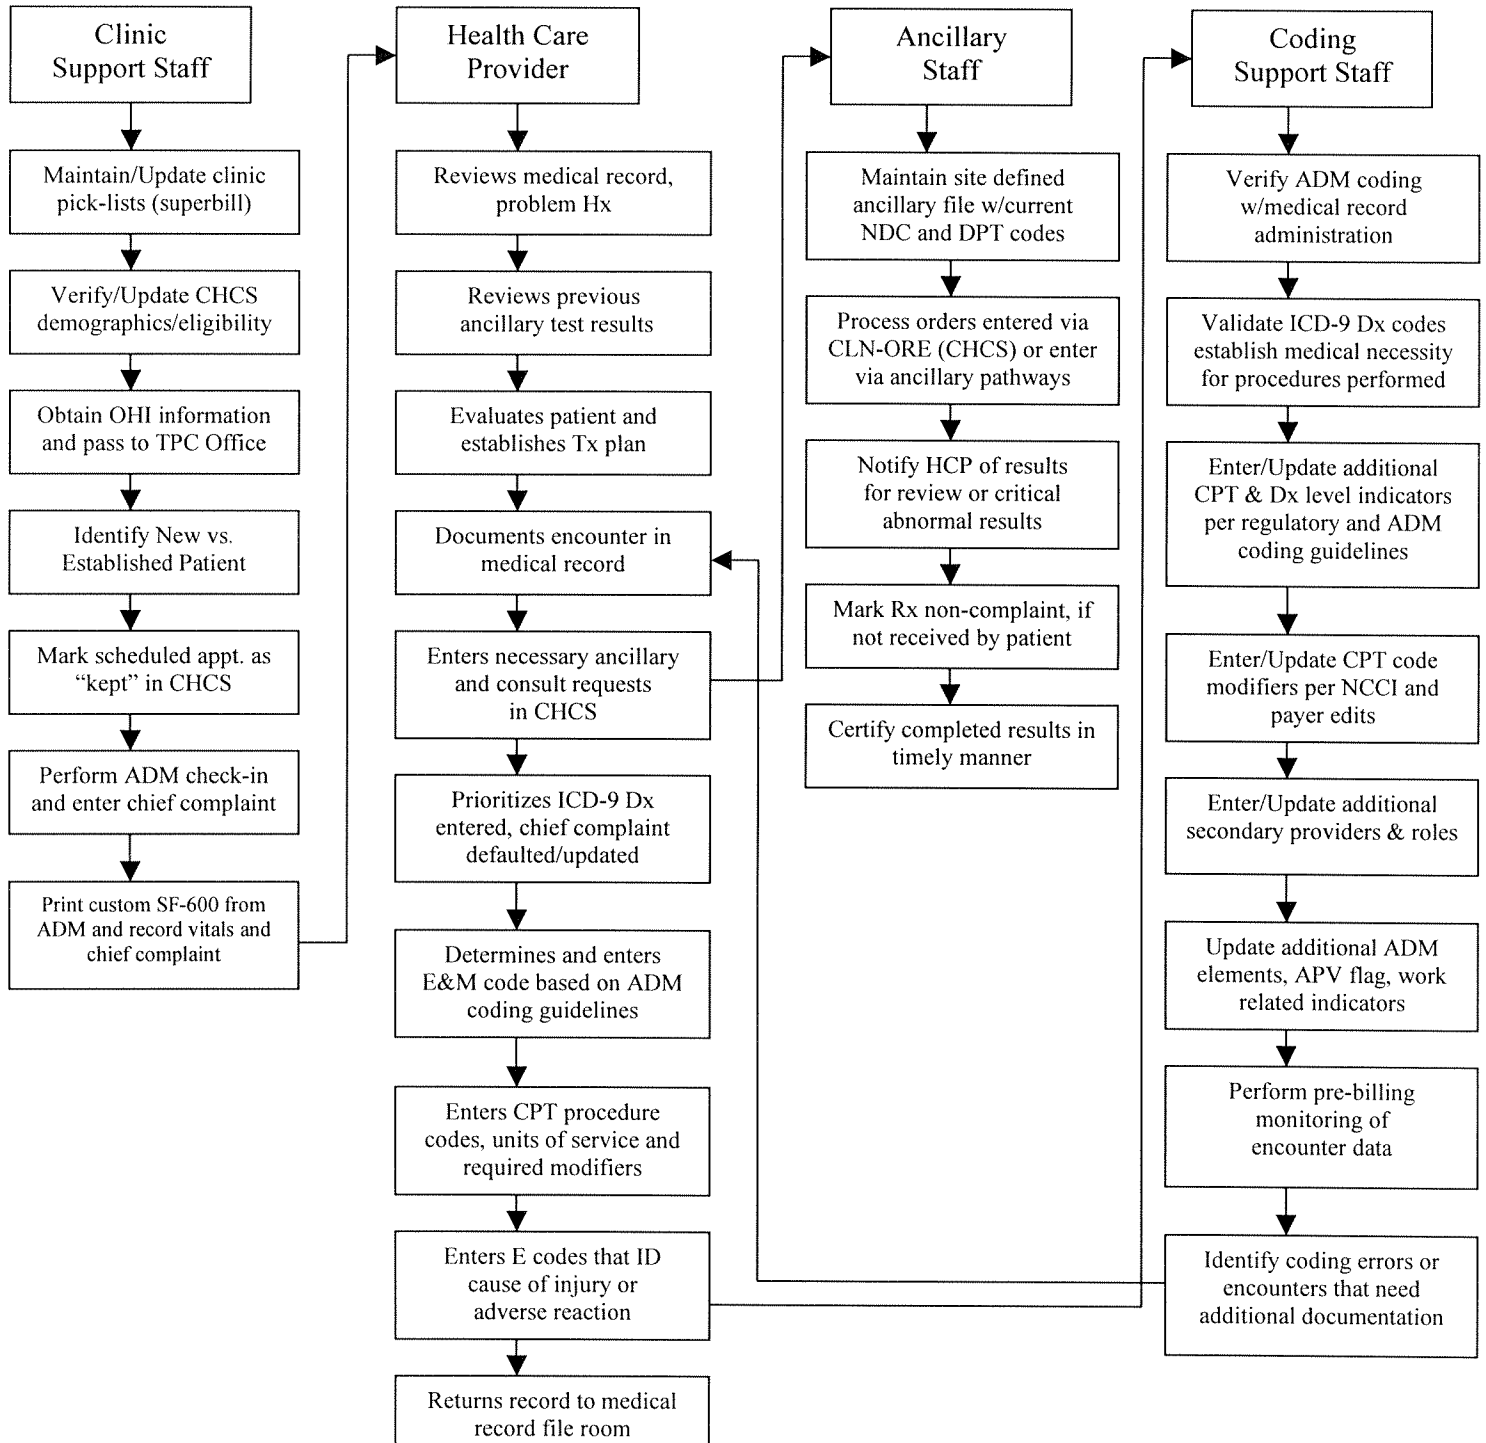 Clinic
Support Staff
Maintain/Update clinic
pick-lists (superbill)
Verify/Update CHCS
demographics/eligibility
Obtain OHI information
and pass to TPC Office
Identify New vs.
Established Patient
Mark scheduled appt. as
“kept” in CHCS
Perform ADM check-in
and enter chief complaint
Print custom SF-600 from
ADM and record vitals and
chief complaint
Health Care
Provider
Reviews medical record,
problem Hx
Reviews previous
ancillary test results
Evaluates patient and
establishes Tx plan
Documents encounter in
medical record
Enters necessary ancillary
and consult requests
in CHCS
Prioritizes ICD-9 Dx
entered, chief complaint
defaulted/updated
Determines and enters
E&M code based on ADM
coding guidelines
Enters CPT procedure
codes, units of service and
required modifiers
Enters E codes that ID
cause of injury or
adverse reaction
Returns record to medical
record file room
Ancillary
Staff
Maintain site defined
ancillary file w/current
NDC and DPT codes
Process orders entered via
CLN-ORE (CHCS) or enter
via ancillary pathways
Notify HCP of results
for review or critical
abnormal results
Mark Rx non-complaint, if
not received by patient
Certify completed results in
timely manner
Coding
Support Staff
Verify ADM coding
w/medical record
administration
Validate ICD-9 Dx codes
establish medical necessity
for procedures performed
Enter/Update additional
CPT & Dx level indicators
per regulatory and ADM
coding guidelines
Enter/Update CPT code
modifiers per NCCI and
payer edits
Enter/Update additional
secondary providers & roles
Update additional ADM
elements, APV flag, work
related indicators
Perform pre-billing
monitoring of
encounter data
Identify coding errors or
encounters that need
additional documentation